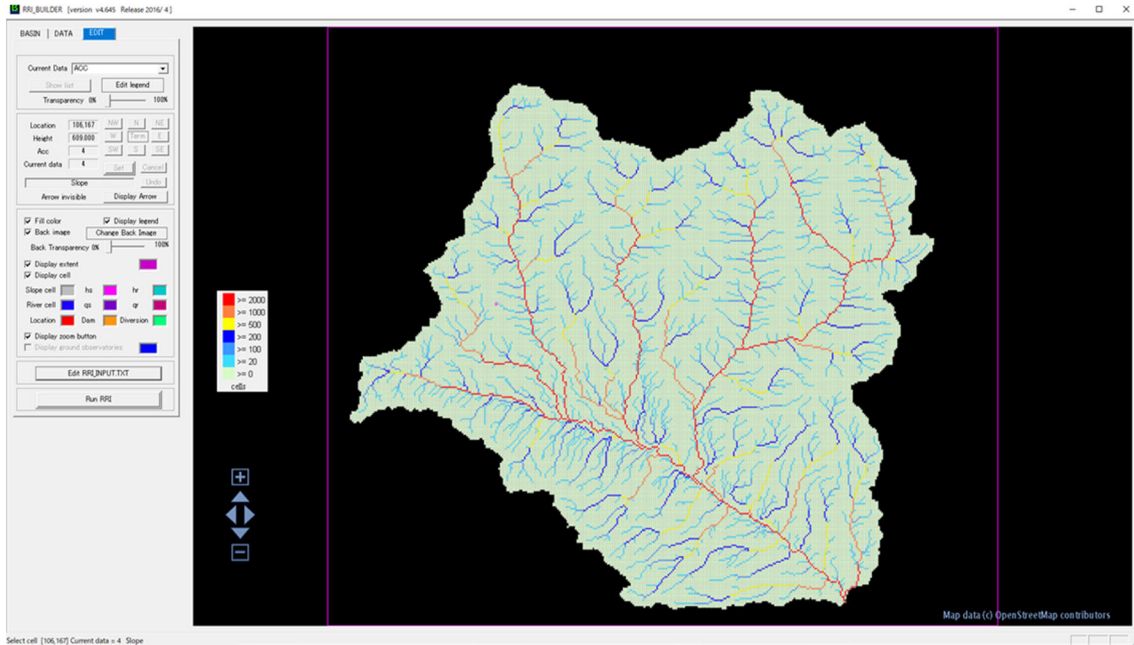 RRI_BUILDER [version v4.645 Release 2016/ 4]
BASIN | DATA EDIT
Current Data ACC
Show list Edit legend
Transparency 0% 100%
Location 106,167 NW N NE
Height 609.000 W Term E
Acc 4 SW S SE
Current data 4 Set Cancel
Slope Undo
Arrow invisible Display Arrow
Fill color Display legend
Back image Change Back Image
Back Transparency 0% 100%
Display extent
Display cell
Slope cell hs hr
River cell qs qr
Location Dam Diversion
Display zoom button
Display ground observatories
Edit RRI_INPUT.TXT
Run RRI
>= 2000
>= 1000
>= 500
>= 200
>= 100
>= 20
>= 0
cells
Map data (c) OpenStreetMap contributors
Select cell [106,167] Current data = 4 Slope